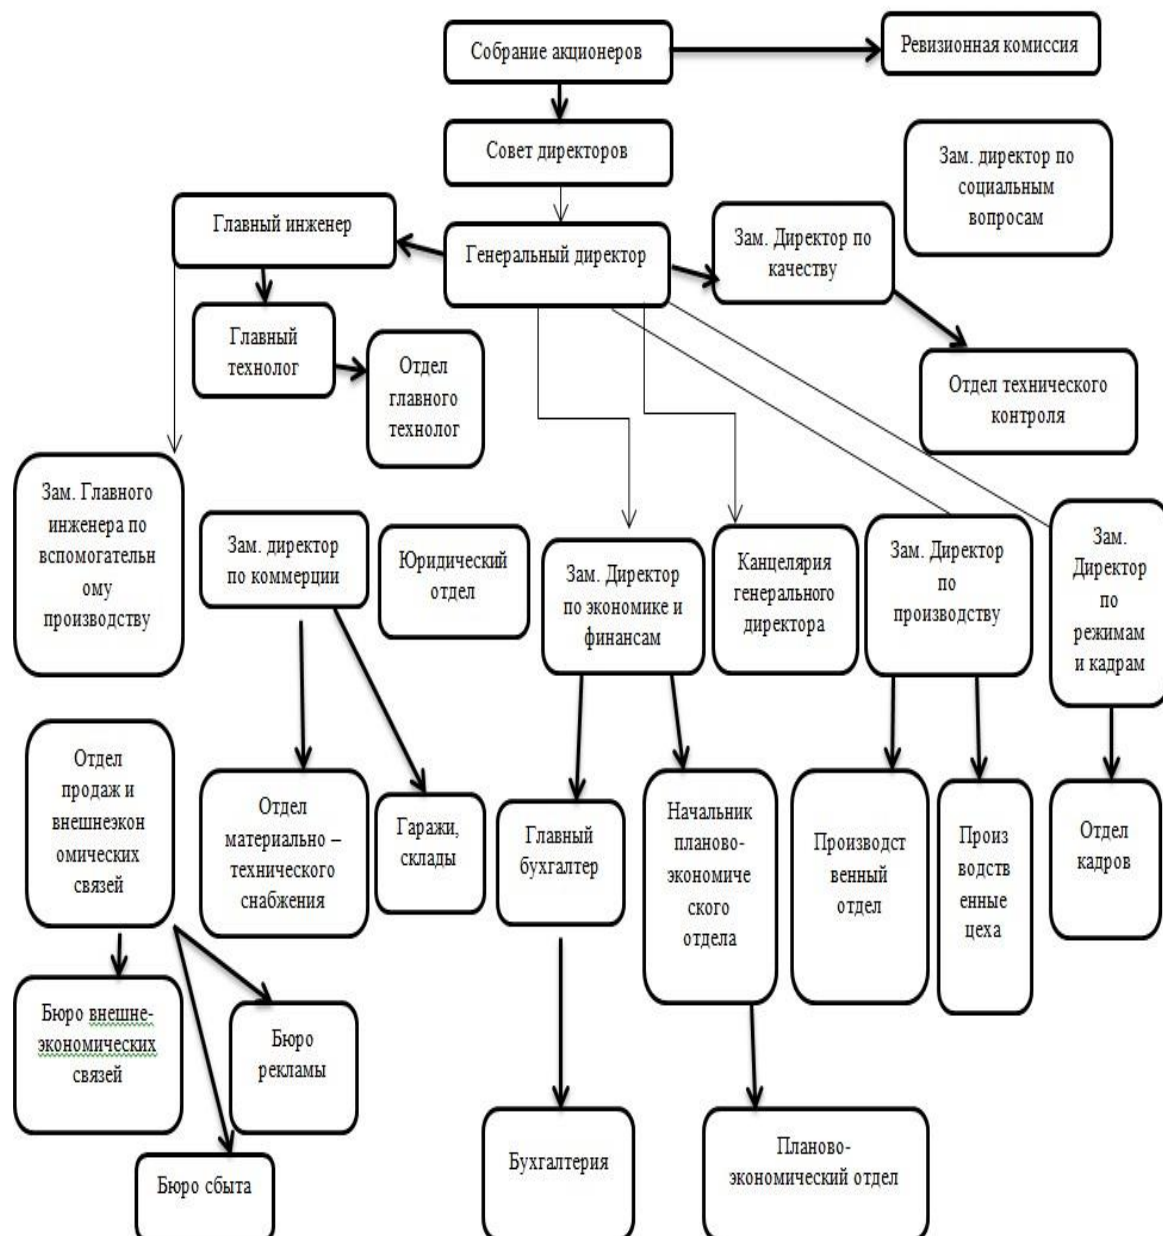 Собрание акционеров
Ревизионная комиссия
Совет директоров
Зам. директор по
социальным
вопросам
Главный инженер
Генеральный директор
Зам. Директор по
качеству
Главный
технолог
Отдел
главного
технолог
Отдел технического
контроля
Зам. Главного
инженера по
вспомогательн
ому
производству
Зам. директор
по коммерции
Юридический
отдел
Зам. Директор
по экономике и
финансам
Канцелярия
генерального
директора
Зам. Директор
по
производству
Зам.
Директор
по
режимам
и кадрам
Отдел
продаж и
внешнеэкон
омических
связей
Отдел
материально –
технического
снабжения
Гаражи,
склады
Главный
бухгалтер
Начальник
планово-
экономиче
ского
отдела
Производст
венный
отдел
Произ
водств
енные
цеха
Отдел
кадров
Бюро внешне-
экономических
связей
Бюро
рекламы
Бюро сбыта
Бухгалтерия
Планово-
экономический отдел